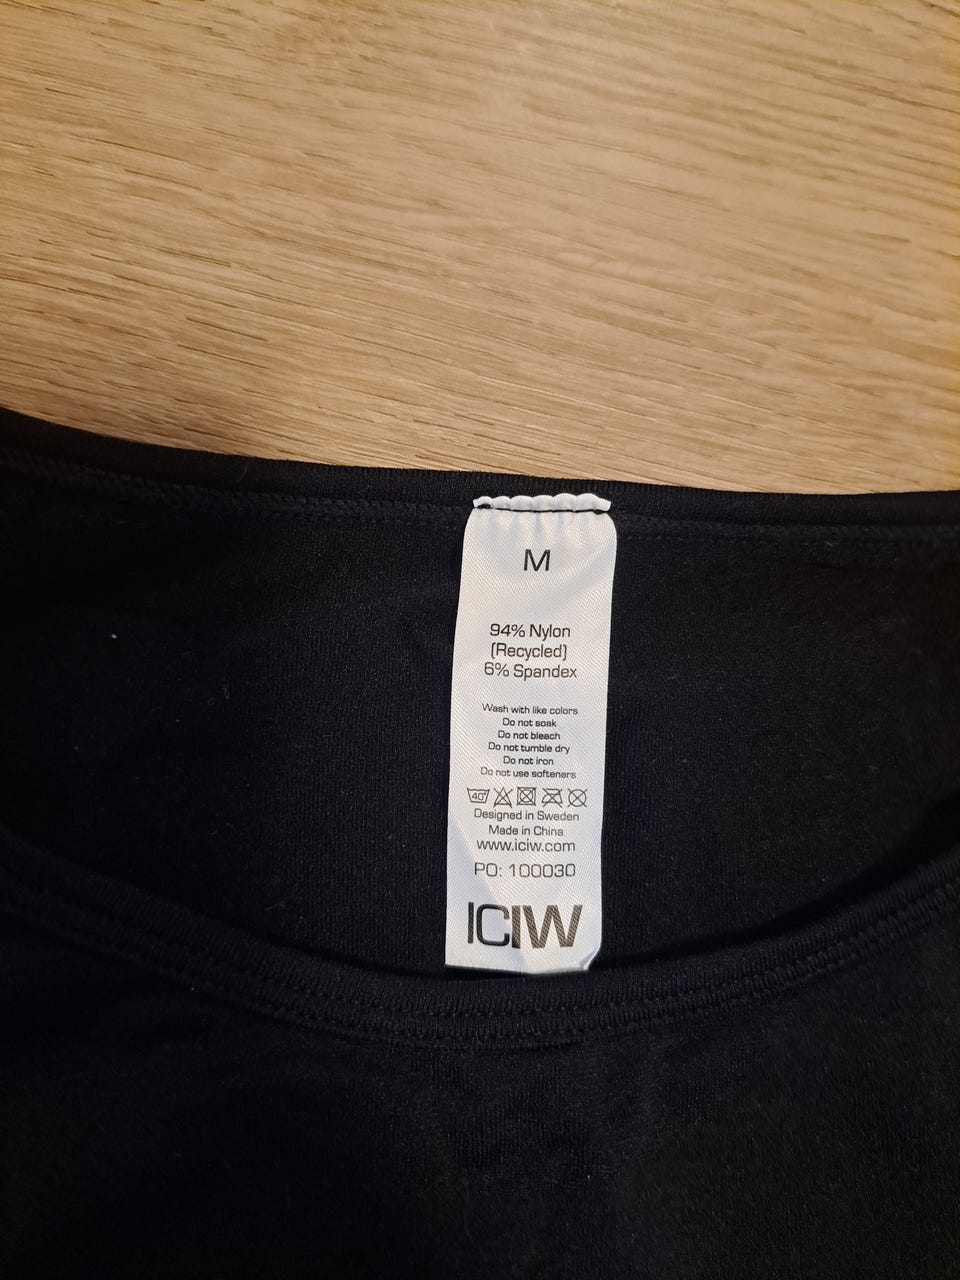 M
94% Nylon
(Recycled)
6% Spandex
Wash with like colors
Do not soak
Do not bleach
Do not tumble dry
Do not iron
Do not use softeners
40°
Designed in Sweden
Made in China
www.iciw.com
PO: 100030
ICIW